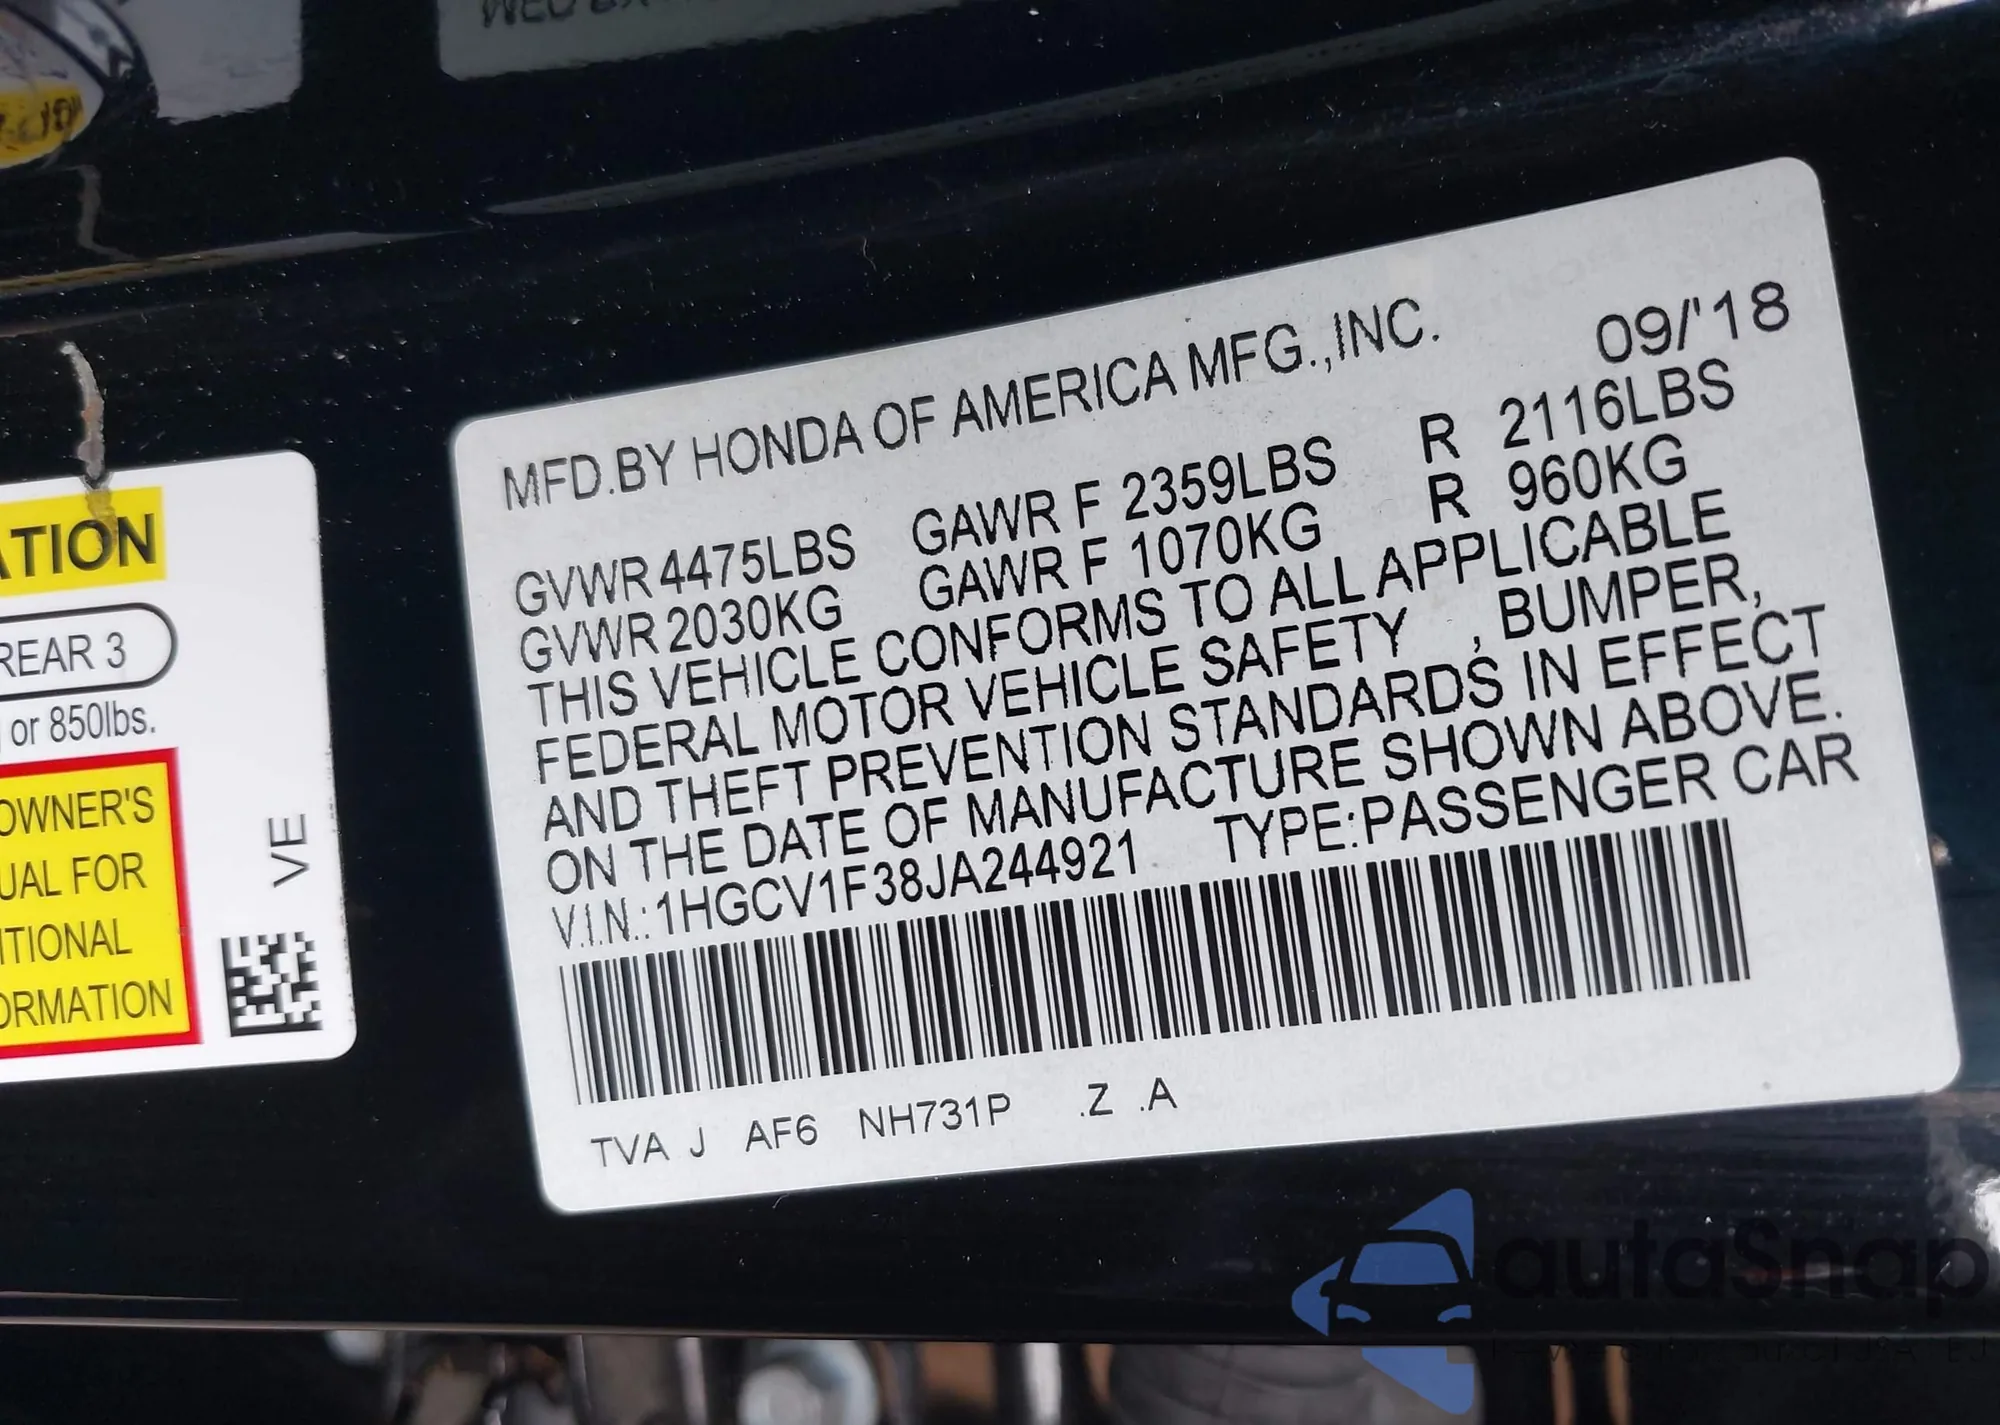 ATION
REAR 3
or 850lbs.
OWNER'S
UAL FOR
ITIONAL
ORMATION
VE
MFD.BY HONDA OF AMERICA MFG.,INC. 09/'18
GVWR 4475LBS GAWR F 2359LBS R 2116LBS
GVWR 2030KG GAWR F 1070KG R 960KG
THIS VEHICLE CONFORMS TO ALL APPLICABLE
FEDERAL MOTOR VEHICLE SAFETY , BUMPER,
AND THEFT PREVENTION STANDARDS IN EFFECT
ON THE DATE OF MANUFACTURE SHOWN ABOVE.
V.I.N.: 1HGCV1F38JA244921 TYPE:PASSENGER CAR
TVA J AF6 NH731P .Z .A
autaSnap